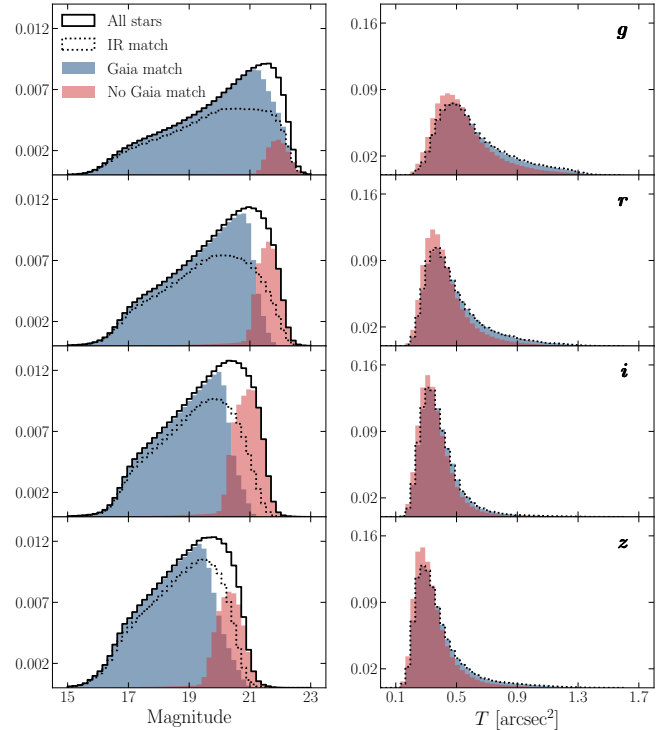 All stars
IR match
Gaia match
No Gaia match
0.012
0.007
0.002
g
0.16
0.09
0.02
0.012
0.007
0.002
r
0.16
0.09
0.02
0.012
0.007
0.002
i
0.16
0.09
0.02
0.012
0.007
0.002
z
0.16
0.09
0.02
15 17 19 21 23
0.1 0.5 0.9 1.3 1.7
Magnitude
T [arcsec²]